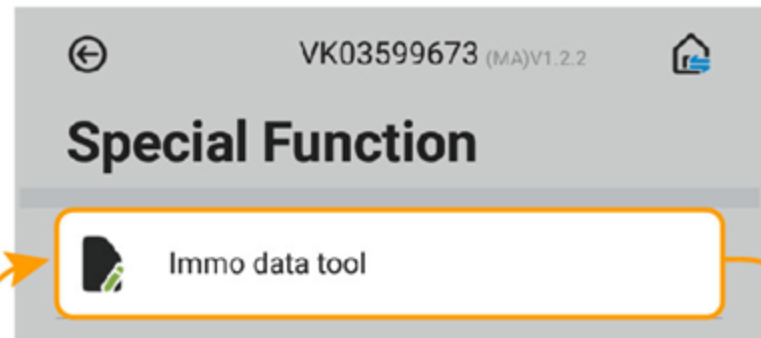 VK03599673 (MA)V1.2.2
Special Function
Immo data tool